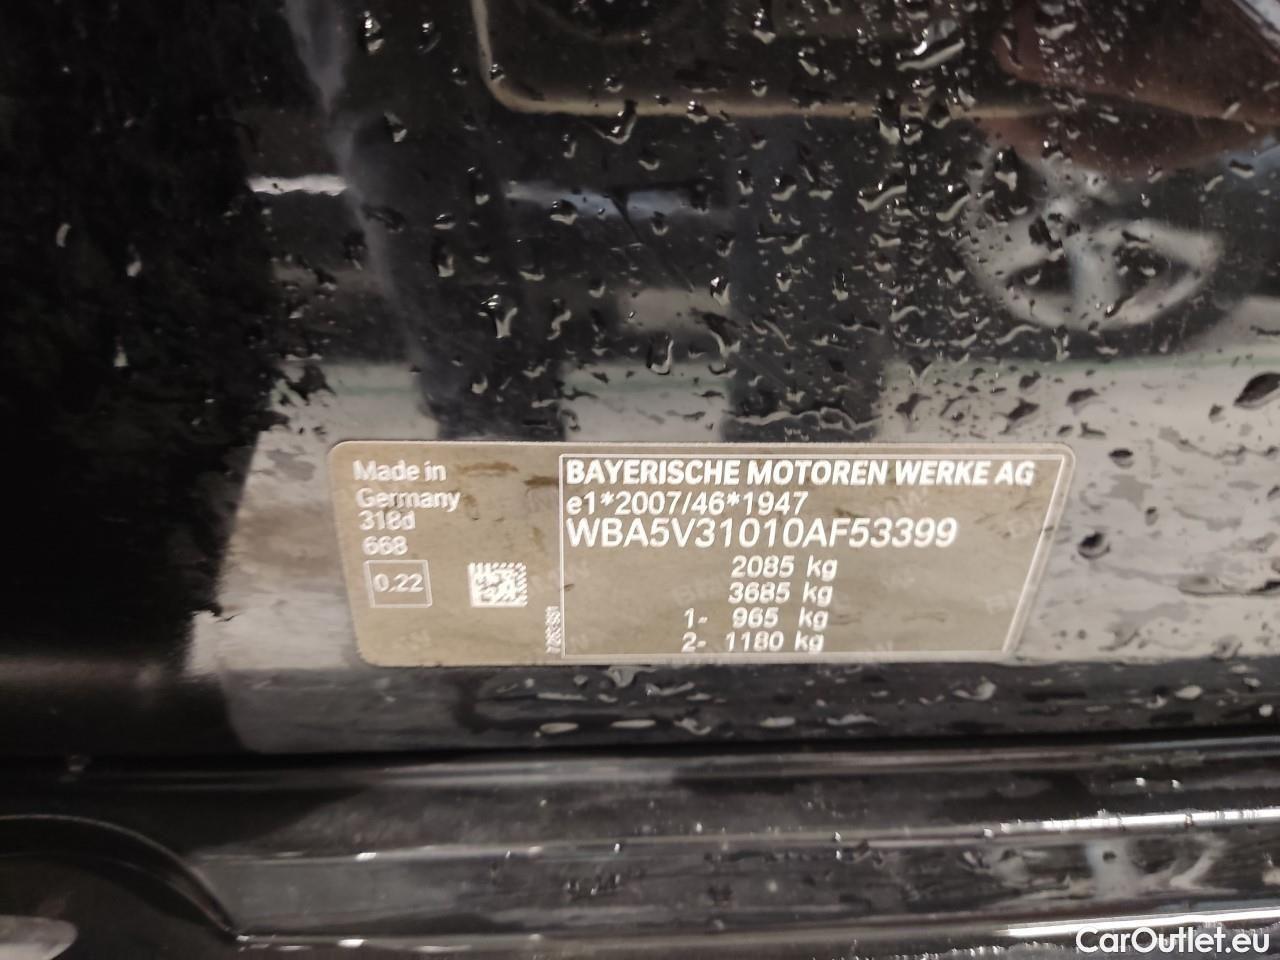 Made in
Germany
318d
668
0.22
BAYERISCHE MOTOREN WERKE AG
e1*2007/46*1947
WBA5V31010AF53399
2085 kg
3685 kg
1- 965 kg
2- 1180 kg
CarOutlet.eu